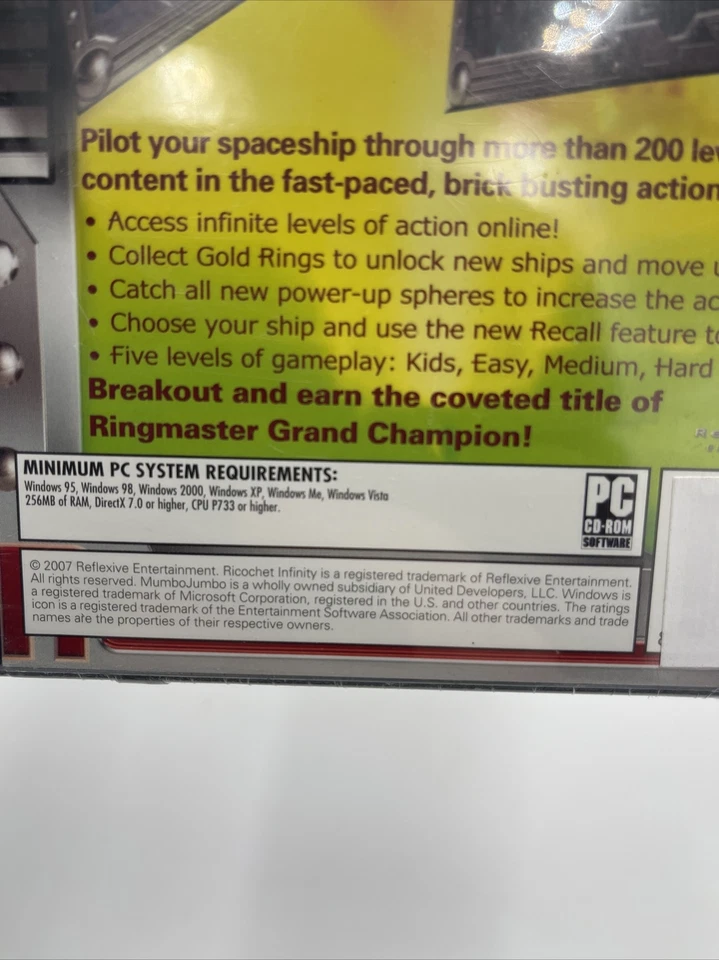 Pilot your spaceship through more than 200 lev
content in the fast-paced, brick busting action
• Access infinite levels of action online!
• Collect Gold Rings to unlock new ships and move u
• Catch all new power-up spheres to increase the ac
• Choose your ship and use the new Recall feature to
• Five levels of gameplay: Kids, Easy, Medium, Hard
Breakout and earn the coveted title of
Ringmaster Grand Champion!
MINIMUM PC SYSTEM REQUIREMENTS:
Windows 95, Windows 98, Windows 2000, Windows XP, Windows Me, Windows Vista
256MB of RAM, DirectX 7.0 or higher, CPU P733 or higher.
PC
CD-ROM
SOFTWARE
© 2007 Reflexive Entertainment. Ricochet Infinity is a registered trademark of Reflexive Entertainment.
All rights reserved. MumboJumbo is a wholly owned subsidiary of United Developers, LLC. Windows is
a registered trademark of Microsoft Corporation, registered in the U.S. and other countries. The ratings
icon is a registered trademark of the Entertainment Software Association. All other trademarks and trade
names are the properties of their respective owners.